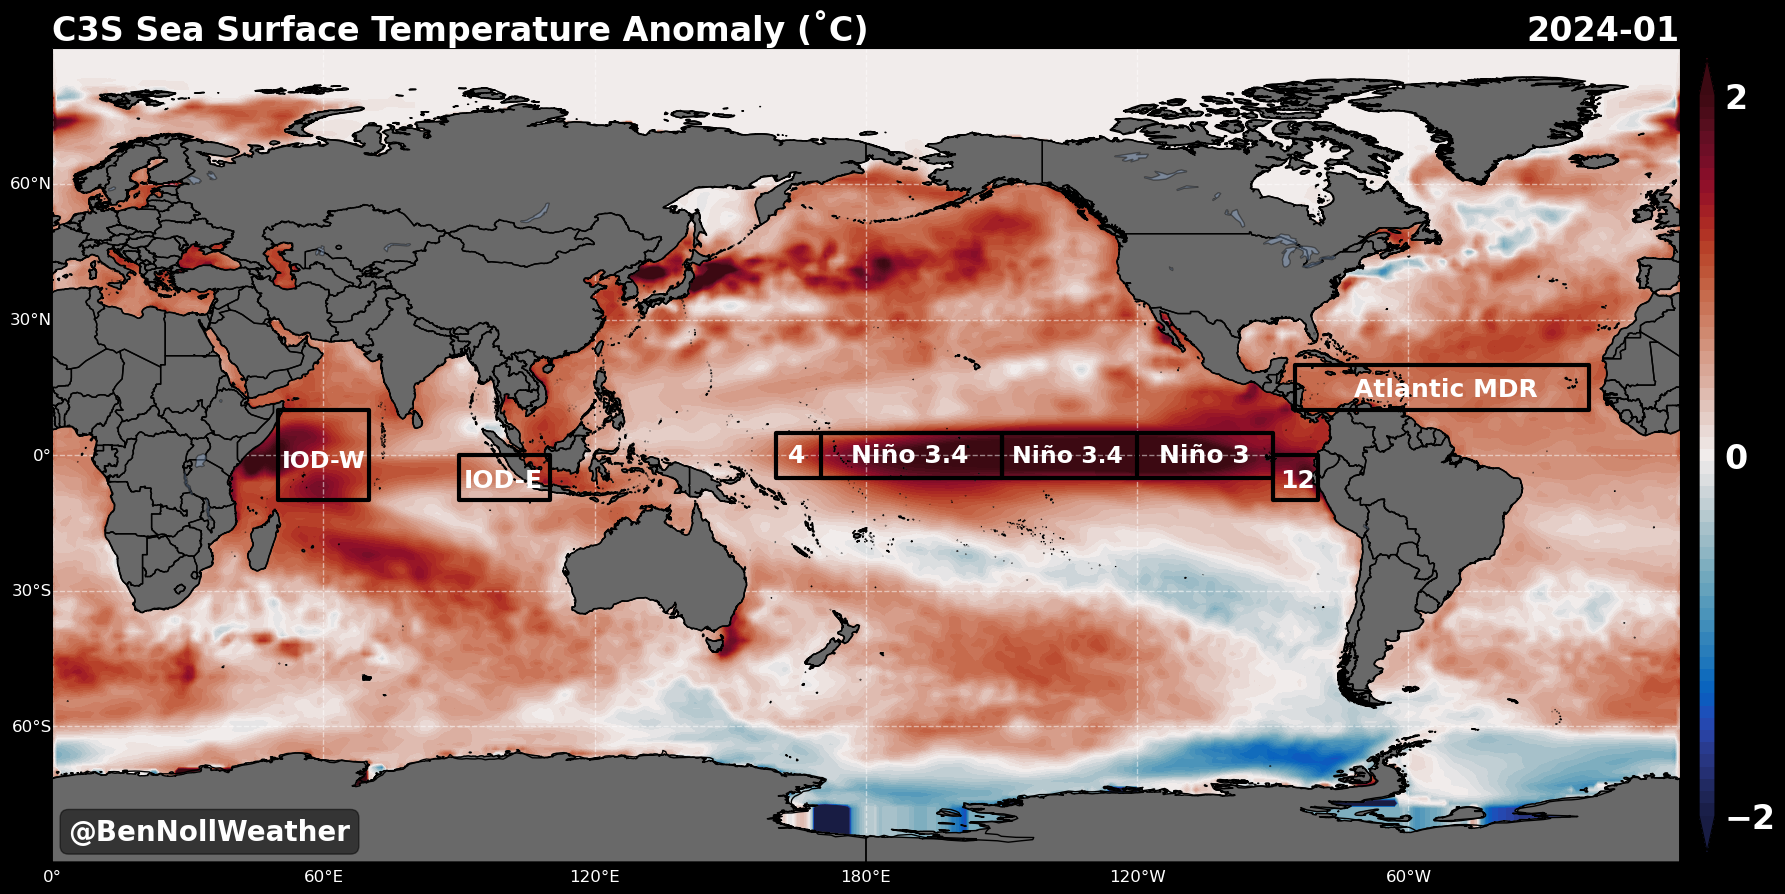 C3S Sea Surface Temperature Anomaly (˚C)
2024-01
2
0
−2
60°N
30°N
0°
30°S
60°S
IOD-W
IOD-E
4
Niño 3.4
Niño 3.4
Niño 3
12
Atlantic MDR
@BenNollWeather
0°
60°E
120°E
180°E
120°W
60°W